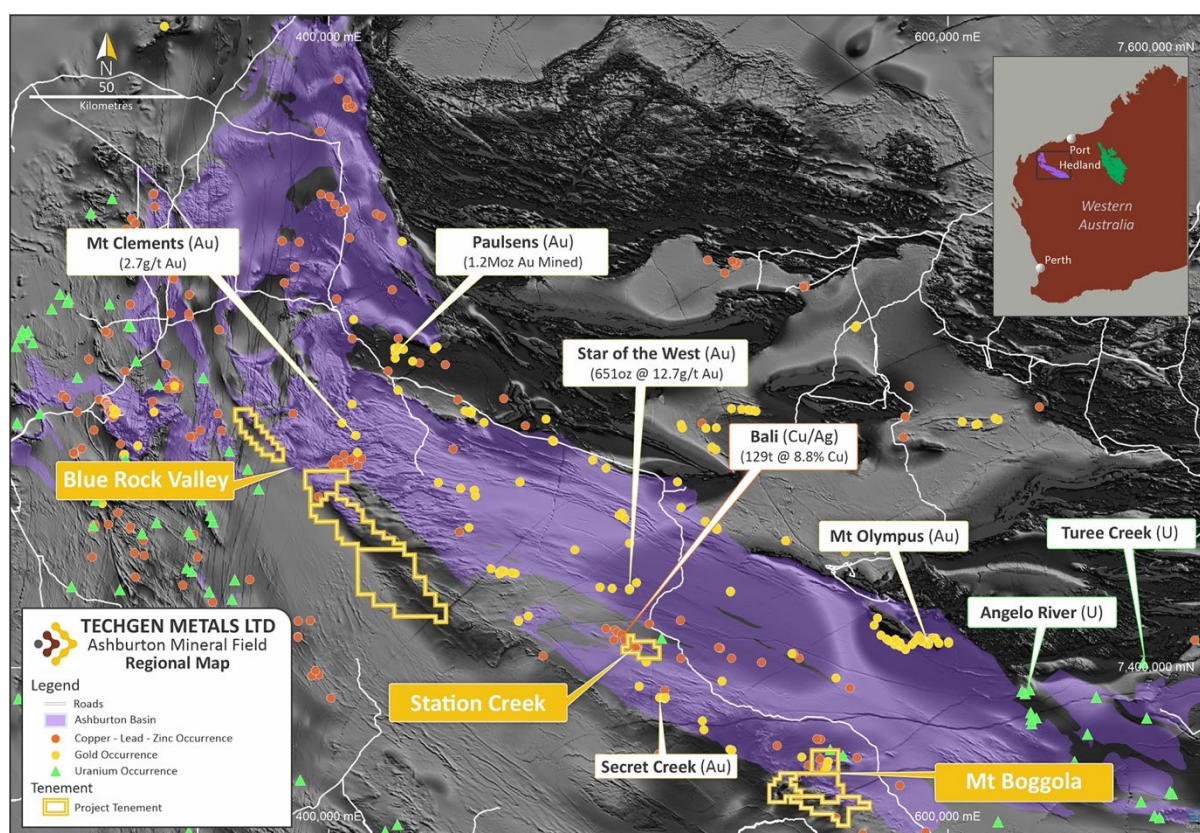 400,000 mE
600,000 mE
7,600,000 mN
N
50
Kilometres
Port
Hedland
Western
Australia
Perth
Mt Clements (Au)
(2.7g/t Au)
Paulsens (Au)
(1.2Moz Au Mined)
Star of the West (Au)
(651oz @ 12.7g/t Au)
Bali (Cu/Ag)
(129t @ 8.8% Cu)
Blue Rock Valley
Mt Olympus (Au)
Turee Creek (U)
Angelo River (U)
7,400,000 mN
Station Creek
Secret Creek (Au)
Mt Boggola
TECHGEN METALS LTD
Ashburton Mineral Field
Regional Map
Legend
Roads
Ashburton Basin
Copper - Lead - Zinc Occurrence
Gold Occurrence
Uranium Occurrence
Tenement
Project Tenement
400,000 mE
600,000 mE